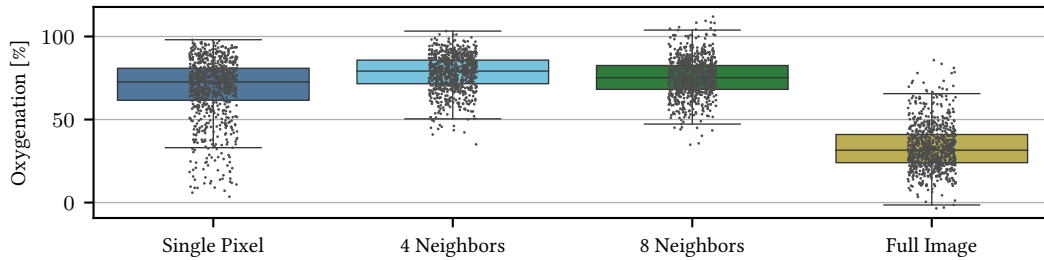 Oxygenation [%]
100
50
0
Single Pixel
4 Neighbors
8 Neighbors
Full Image